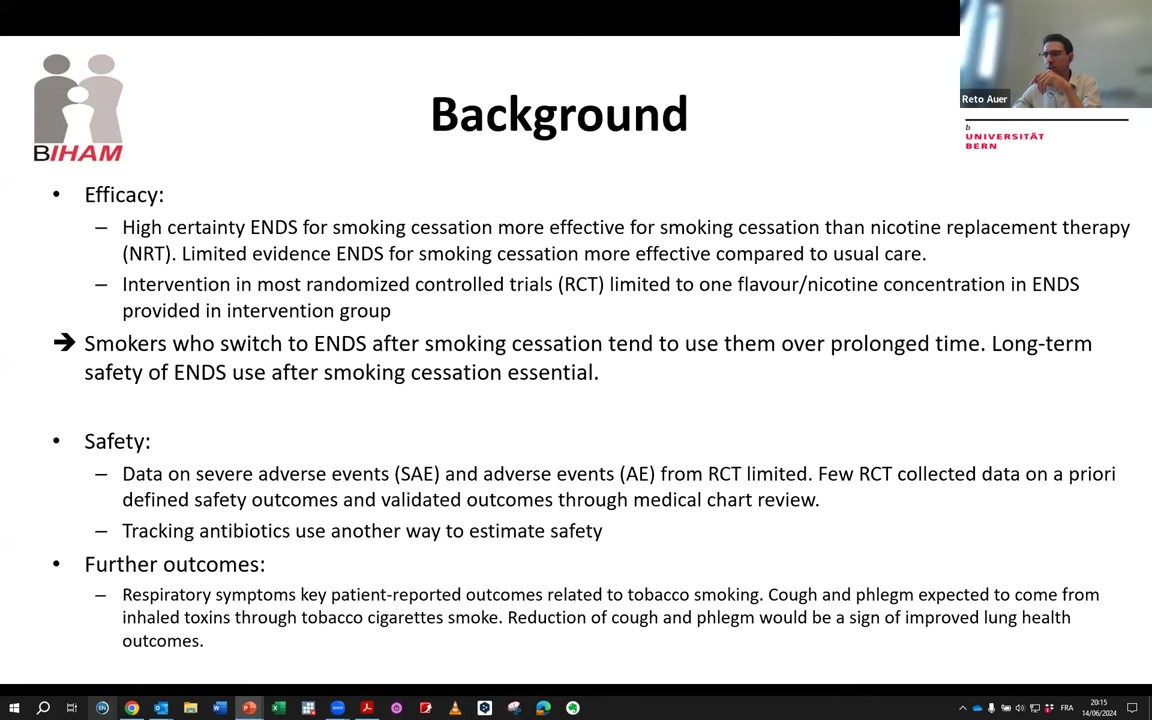 Reto Auer
BIHAM
Background
b
UNIVERSITÄT
BERN
• Efficacy:
– High certainty ENDS for smoking cessation more effective for smoking cessation than nicotine replacement therapy
(NRT). Limited evidence ENDS for smoking cessation more effective compared to usual care.
– Intervention in most randomized controlled trials (RCT) limited to one flavour/nicotine concentration in ENDS
provided in intervention group
➔ Smokers who switch to ENDS after smoking cessation tend to use them over prolonged time. Long-term
safety of ENDS use after smoking cessation essential.
• Safety:
– Data on severe adverse events (SAE) and adverse events (AE) from RCT limited. Few RCT collected data on a priori
defined safety outcomes and validated outcomes through medical chart review.
– Tracking antibiotics use another way to estimate safety
• Further outcomes:
– Respiratory symptoms key patient-reported outcomes related to tobacco smoking. Cough and phlegm expected to come from
inhaled toxins through tobacco cigarettes smoke. Reduction of cough and phlegm would be a sign of improved lung health
outcomes.
EN
FRA
20:15
14/06/2024